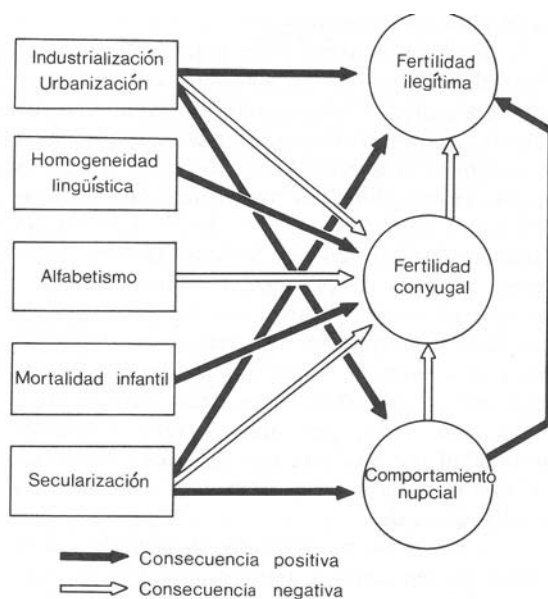 Industrialización
Urbanización
Fertilidad
ilegítima
Homogeneidad
lingüística
Alfabetismo
Fertilidad
conyugal
Mortalidad infantil
Secularización
Comportamiento
nupcial
Consecuencia positiva
Consecuencia negativa